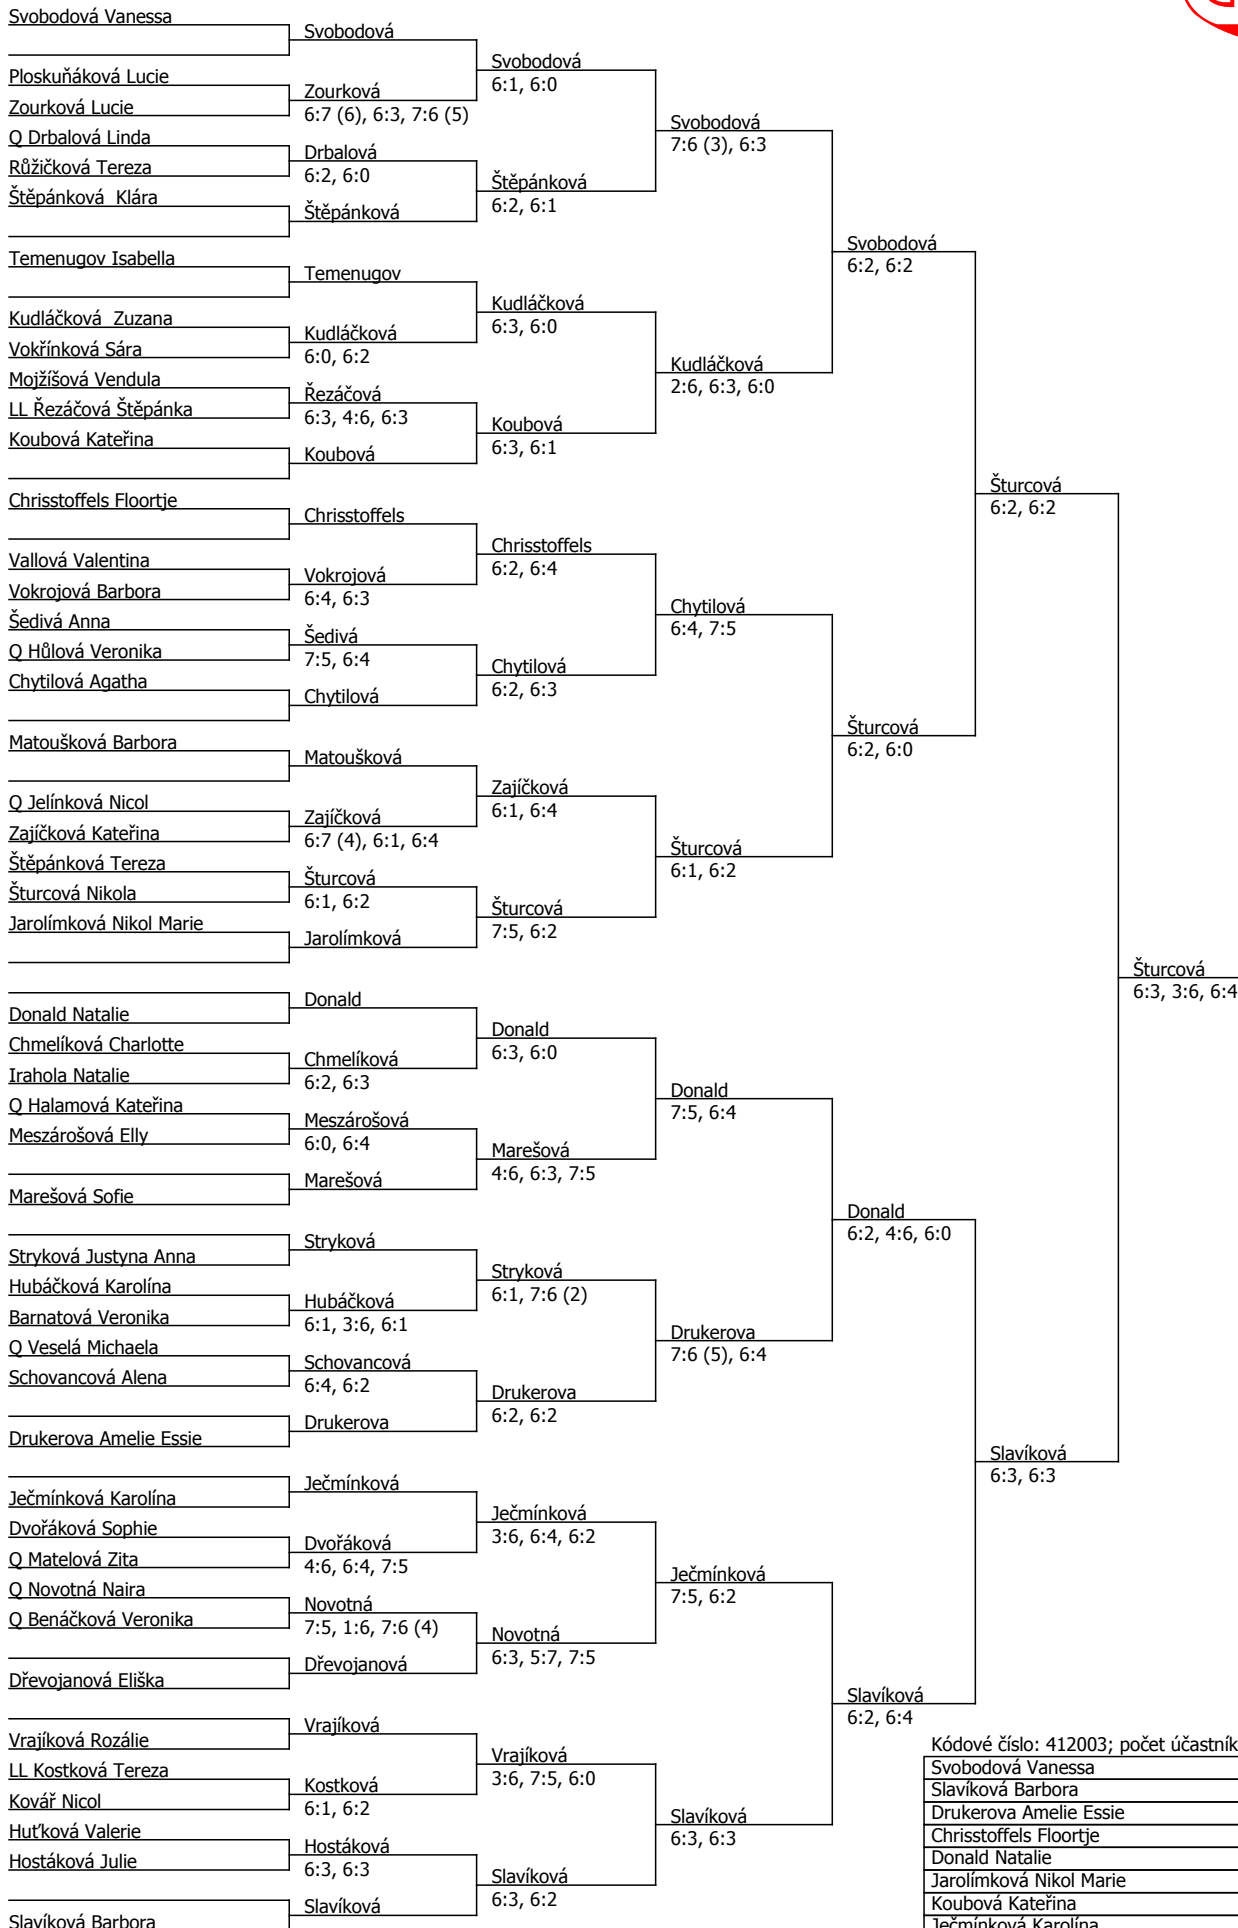 Svobodová Vanessa
Ploskuňáková Lucie
Zourková Lucie
Q Drbalová Linda
Růžičková Tereza
Štěpánková  Klára
Temenugov Isabella
Kudláčková  Zuzana
Vokřínková Sára
Mojžíšová Vendula
LL Řezáčová Štěpánka
Koubová Kateřina
Chrisstoffels Floortje
Vallová Valentina
Vokrojová Barbora
Šedivá Anna
Q Hůlová Veronika
Chytilová Agatha
Matoušková Barbora
Q Jelínková Nicol
Zajíčková Kateřina
Štěpánková Tereza
Šturcová Nikola
Jarolímková Nikol Marie
Donald Natalie
Chmelíková Charlotte
Irahola Natalie
Q Halamová Kateřina
Meszárošová Elly
Marešová Sofie
Stryková Justyna Anna
Hubáčková Karolína
Barnatová Veronika
Q Veselá Michaela
Schovancová Alena
Drukerova Amelie Essie
Ječmínková Karolína
Dvořáková Sophie
Q Matelová Zita
Q Novotná Naira
Q Benáčková Veronika
Dřevojanová Eliška
Vrajíková Rozálie
LL Kostková Tereza
Kovář Nicol
Huťková Valerie
Hostáková Julie
Slavíková Barbora
Svobodová
Zourková
6:7 (6), 6:3, 7:6 (5)
Drbalová
6:2, 6:0
Štěpánková
Temenugov
Kudláčková
6:0, 6:2
Řezáčová
6:3, 4:6, 6:3
Koubová
Chrisstoffels
Vokrojová
6:4, 6:3
Šedivá
7:5, 6:4
Chytilová
Matoušková
Zajíčková
6:7 (4), 6:1, 6:4
Šturcová
6:1, 6:2
Jarolímková
Donald
Chmelíková
6:2, 6:3
Meszárošová
6:0, 6:4
Marešová
Stryková
Hubáčková
6:1, 3:6, 6:1
Schovancová
6:4, 6:2
Drukerova
Ječmínková
Dvořáková
4:6, 6:4, 7:5
Novotná
7:5, 1:6, 7:6 (4)
Dřevojanová
Vrajíková
Kostková
6:1, 6:2
Hostáková
6:3, 6:3
Slavíková
Svobodová
6:1, 6:0
Štěpánková
6:2, 6:1
Kudláčková
6:3, 6:0
Koubová
6:3, 6:1
Chrisstoffels
6:2, 6:4
Chytilová
6:2, 6:3
Zajíčková
6:1, 6:4
Šturcová
7:5, 6:2
Donald
6:3, 6:0
Marešová
4:6, 6:3, 7:5
Stryková
6:1, 7:6 (2)
Drukerova
6:2, 6:2
Ječmínková
3:6, 6:4, 6:2
Novotná
6:3, 5:7, 7:5
Vrajíková
3:6, 7:5, 6:0
Slavíková
6:3, 6:2
Svobodová
7:6 (3), 6:3
Kudláčková
2:6, 6:3, 6:0
Chytilová
6:4, 7:5
Šturcová
6:1, 6:2
Donald
7:5, 6:4
Drukerova
7:6 (5), 6:4
Ječmínková
7:5, 6:2
Slavíková
6:3, 6:3
Svobodová
6:2, 6:2
Šturcová
6:2, 6:0
Donald
6:2, 4:6, 6:0
Slavíková
6:2, 6:4
Šturcová
6:2, 6:2
Slavíková
6:3, 6:3
Šturcová
6:3, 3:6, 6:4
Kódové číslo: 412003; počet účastník
Svobodová Vanessa
Slavíková Barbora
Drukerova Amelie Essie
Chrisstoffels Floortje
Donald Natalie
Jarolímková Nikol Marie
Koubová Kateřina
Ječmínková Karolína